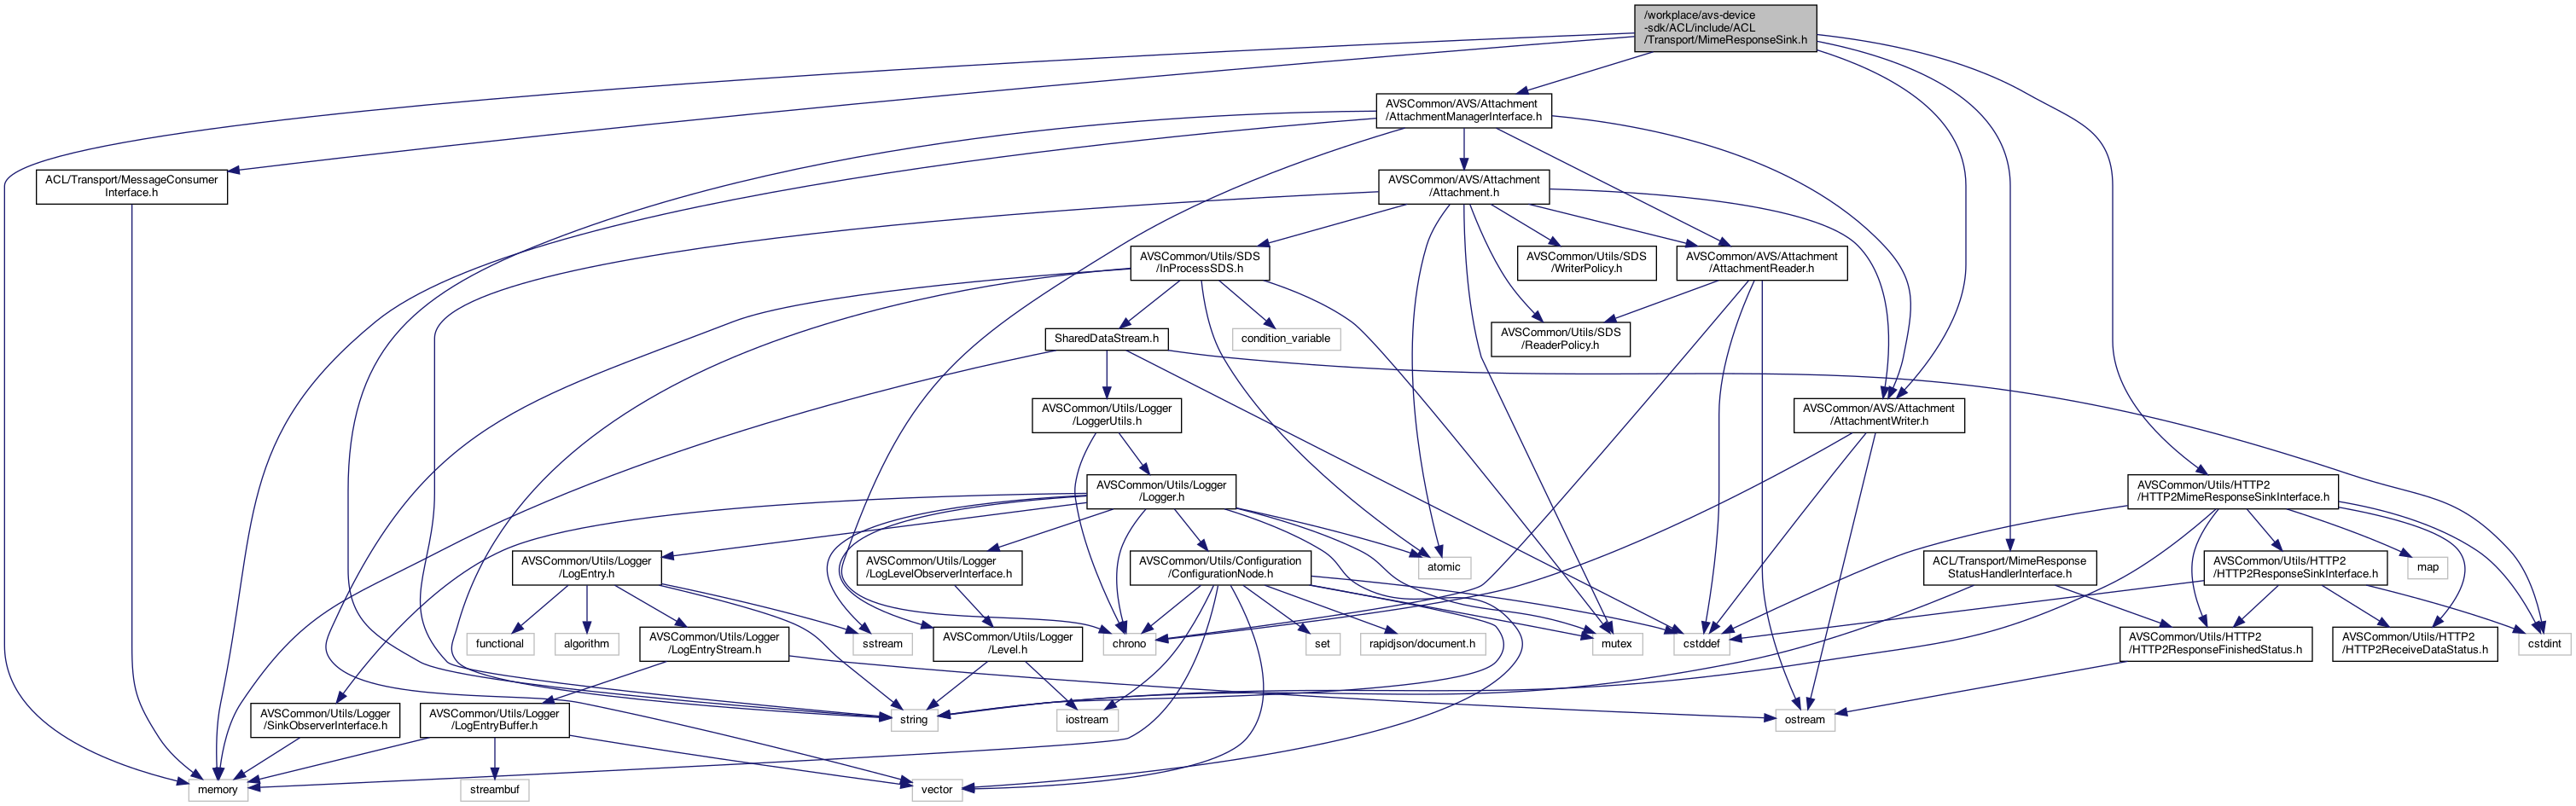 /workplace/avs-device
-sdk/ACL/include/ACL
/Transport/MimeResponseSink.h
AVSCommon/AVS/Attachment
/AttachmentManagerInterface.h
ACL/Transport/MessageConsumer
Interface.h
AVSCommon/AVS/Attachment
/Attachment.h
AVSCommon/Utils/SDS
/InProcessSDS.h
AVSCommon/Utils/SDS
/WriterPolicy.h
AVSCommon/AVS/Attachment
/AttachmentReader.h
SharedDataStream.h
condition_variable
AVSCommon/Utils/SDS
/ReaderPolicy.h
AVSCommon/Utils/Logger
/LoggerUtils.h
AVSCommon/AVS/Attachment
/AttachmentWriter.h
AVSCommon/Utils/Logger
/Logger.h
AVSCommon/Utils/HTTP2
/HTTP2MimeResponseSinkInterface.h
AVSCommon/Utils/Logger
/LogEntry.h
AVSCommon/Utils/Logger
/LogLevelObserverInterface.h
AVSCommon/Utils/Configuration
/ConfigurationNode.h
atomic
ACL/Transport/MimeResponse
StatusHandlerInterface.h
AVSCommon/Utils/HTTP2
/HTTP2ResponseSinkInterface.h
map
functional
algorithm
AVSCommon/Utils/Logger
/LogEntryStream.h
sstream
AVSCommon/Utils/Logger
/Level.h
chrono
set
rapidjson/document.h
mutex
cstddef
AVSCommon/Utils/HTTP2
/HTTP2ResponseFinishedStatus.h
AVSCommon/Utils/HTTP2
/HTTP2ReceiveDataStatus.h
cstdint
AVSCommon/Utils/Logger
/SinkObserverInterface.h
AVSCommon/Utils/Logger
/LogEntryBuffer.h
string
iostream
ostream
memory
streambuf
vector